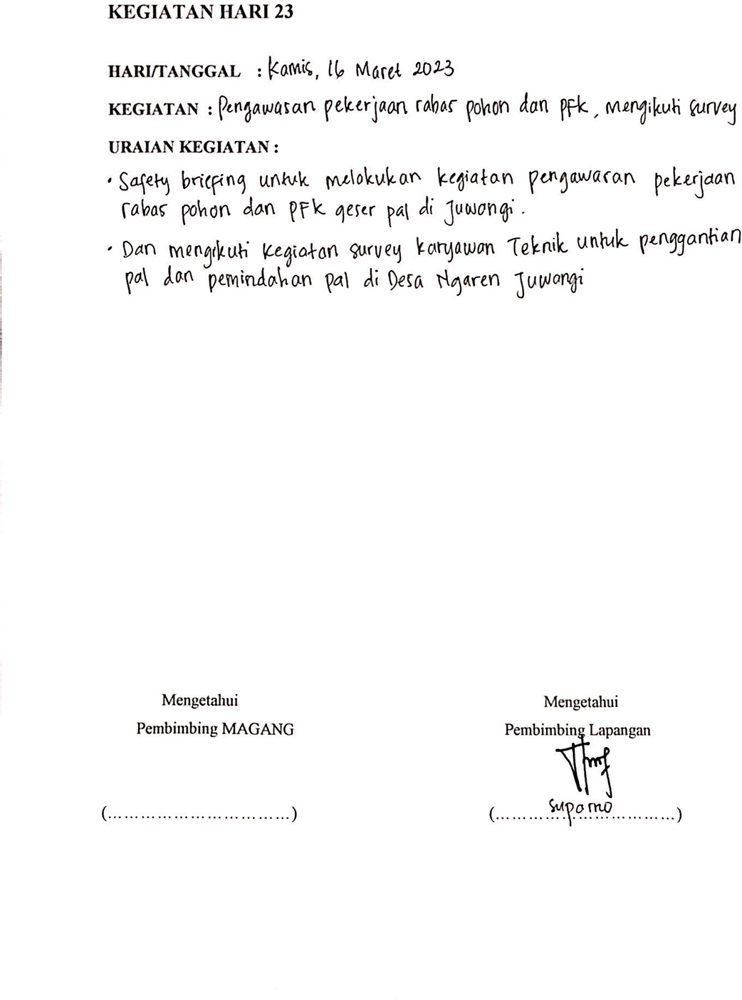 KEGIATAN HARI 23
HARI/TANGGAL : Kamis, 16 Maret 2023
KEGIATAN : Pengawasan pekerjaan rabas pohon dan PFK, mengikuti survey
URAIAN KEGIATAN :
• Safety briefing untuk melakukan kegiatan pengawasan pekerjaan
rabas pohon dan PFK geser pal di Juwangi.
• Dan mengikuti kegiatan survey karyawan Teknik untuk penggantian
pal dan pemindahan pal di Desa Ngaren Juwangi
Mengetahui
Pembimbing MAGANG
(................................)
Mengetahui
Pembimbing Lapangan
Suparno
(................................)